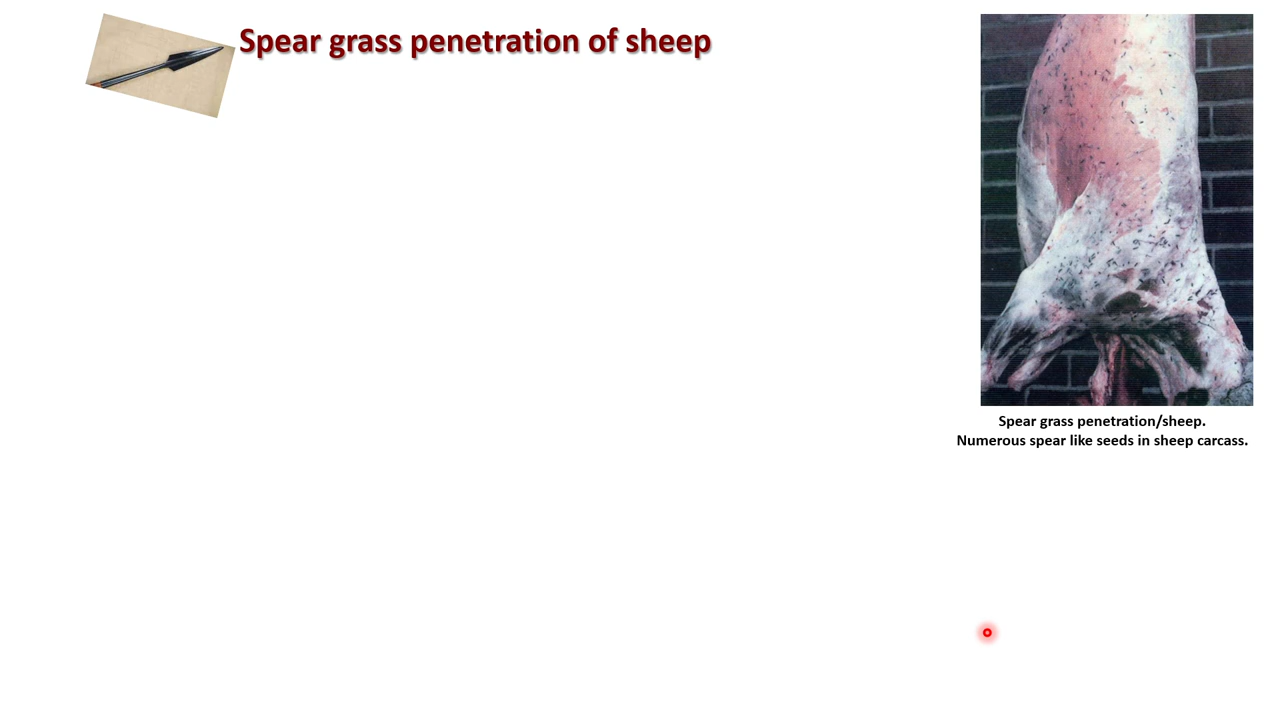 Spear grass penetration of sheep
Spear grass penetration/sheep.
Numerous spear like seeds in sheep carcass.